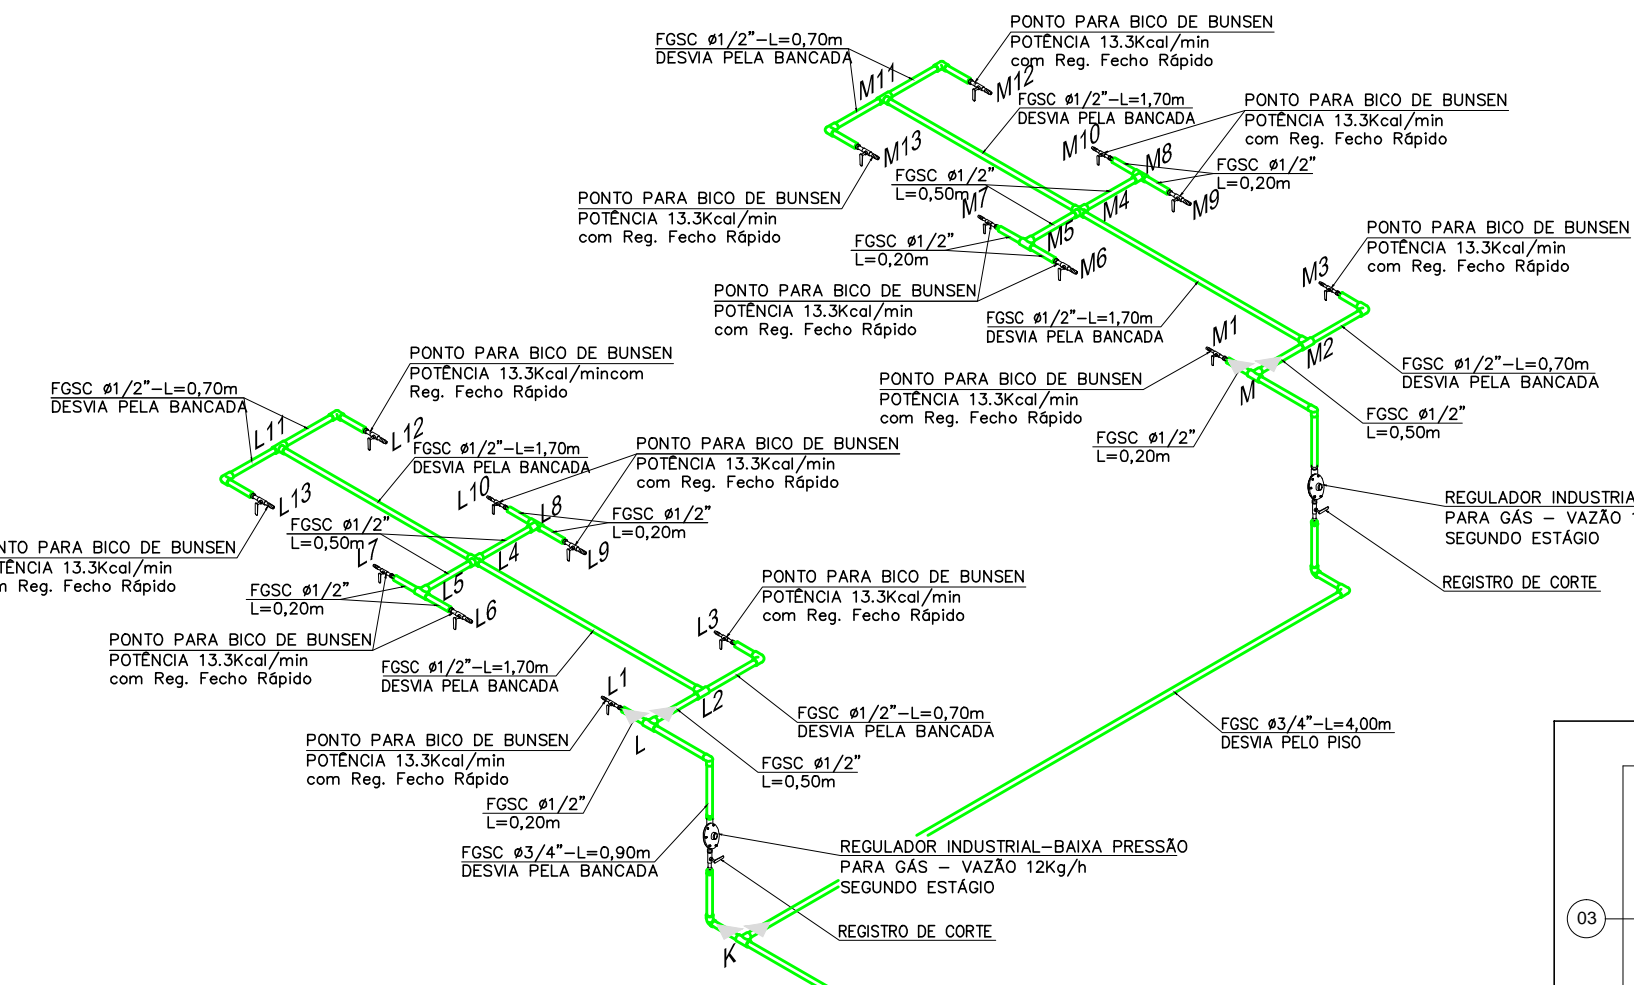 PONTO PARA BICO DE BUNSEN
POTÊNCIA 13.3Kcal/min
com Reg. Fecho Rápido
FGSC ø1/2"-L=0,70m
DESVIA PELA BANCADA
M11
M12
M13
FGSC ø1/2"-L=1,70m
DESVIA PELA BANCADA
PONTO PARA BICO DE BUNSEN
POTÊNCIA 13.3Kcal/min
com Reg. Fecho Rápido
M10
M8
FGSC ø1/2"
L=0,20m
M9
FGSC ø1/2"
L=0,50m
M7
M4
M5
M6
PONTO PARA BICO DE BUNSEN
POTÊNCIA 13.3Kcal/min
com Reg. Fecho Rápido
FGSC ø1/2"
L=0,20m
PONTO PARA BICO DE BUNSEN
POTÊNCIA 13.3Kcal/min
com Reg. Fecho Rápido
PONTO PARA BICO DE BUNSEN
POTÊNCIA 13.3Kcal/min
com Reg. Fecho Rápido
M3
FGSC ø1/2"-L=1,70m
DESVIA PELA BANCADA
M1
M2
M
FGSC ø1/2"-L=0,70m
DESVIA PELA BANCADA
PONTO PARA BICO DE BUNSEN
POTÊNCIA 13.3Kcal/min
com Reg. Fecho Rápido
FGSC ø1/2"
L=0,50m
FGSC ø1/2"
L=0,20m
PONTO PARA BICO DE BUNSEN
POTÊNCIA 13.3Kcal/mincom
Reg. Fecho Rápido
FGSC ø1/2"-L=0,70m
DESVIA PELA BANCADA
L11
L12
L13
FGSC ø1/2"-L=1,70m
DESVIA PELA BANCADA
PONTO PARA BICO DE BUNSEN
POTÊNCIA 13.3Kcal/min
com Reg. Fecho Rápido
L10
L8
FGSC ø1/2"
L=0,20m
L9
FGSC ø1/2"
L=0,50m
L7
L4
L5
L6
NTO PARA BICO DE BUNSEN
TÊNCIA 13.3Kcal/min
m Reg. Fecho Rápido
FGSC ø1/2"
L=0,20m
PONTO PARA BICO DE BUNSEN
POTÊNCIA 13.3Kcal/min
com Reg. Fecho Rápido
PONTO PARA BICO DE BUNSEN
POTÊNCIA 13.3Kcal/min
com Reg. Fecho Rápido
L3
FGSC ø1/2"-L=1,70m
DESVIA PELA BANCADA
L1
L2
L
FGSC ø1/2"-L=0,70m
DESVIA PELA BANCADA
PONTO PARA BICO DE BUNSEN
POTÊNCIA 13.3Kcal/min
com Reg. Fecho Rápido
FGSC ø1/2"
L=0,50m
FGSC ø1/2"
L=0,20m
FGSC ø3/4"-L=0,90m
DESVIA PELA BANCADA
REGULADOR INDUSTRIAL-BAIXA PRESSÃO
PARA GÁS - VAZÃO 12Kg/h
SEGUNDO ESTÁGIO
REGISTRO DE CORTE
K
REGULADOR INDUSTRIA
PARA GÁS - VAZÃO 1
SEGUNDO ESTÁGIO
REGISTRO DE CORTE
FGSC ø3/4"-L=4,00m
DESVIA PELO PISO
03